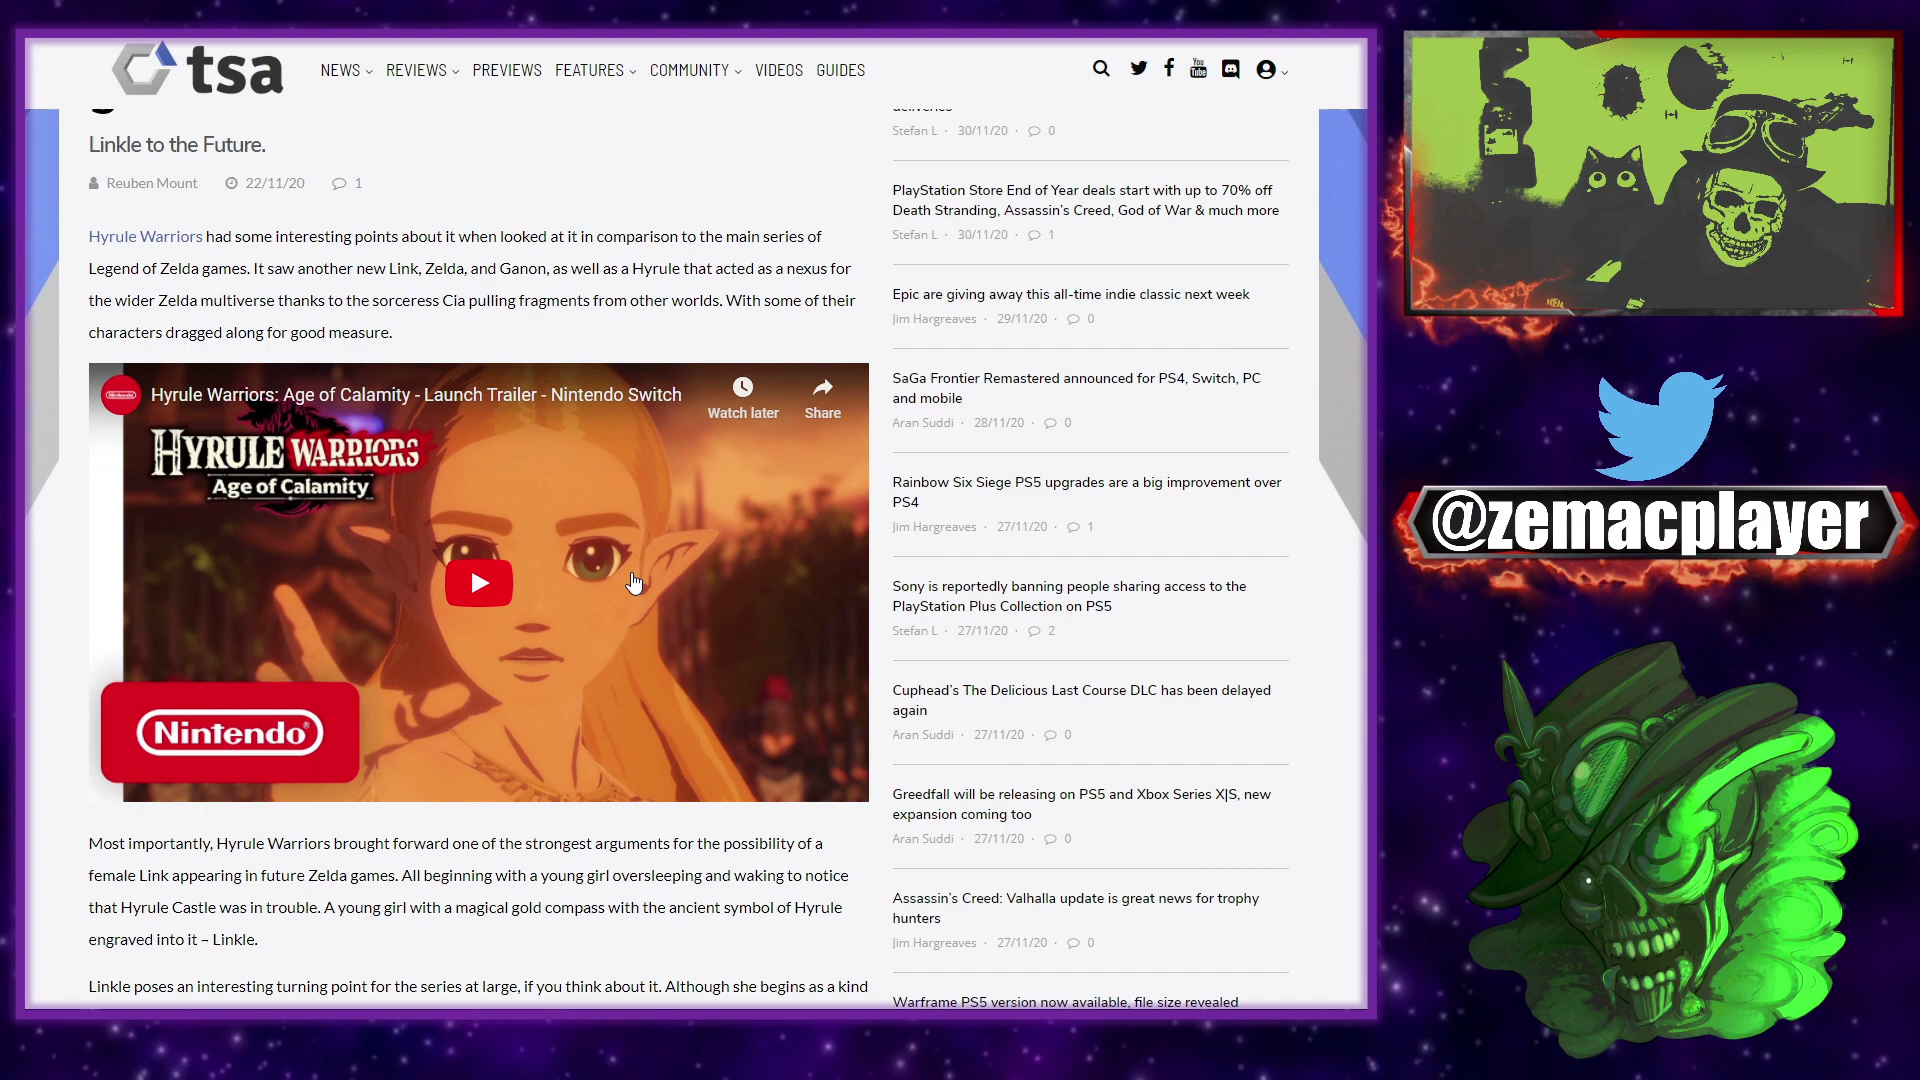 tsa
NEWS REVIEWS PREVIEWS FEATURES COMMUNITY VIDEOS GUIDES
You
Tube
Linkle to the Future.
Reuben Mount 22/11/20 1
Hyrule Warriors had some interesting points about it when looked at it in comparison to the main series of
Legend of Zelda games. It saw another new Link, Zelda, and Ganon, as well as a Hyrule that acted as a nexus for
the wider Zelda multiverse thanks to the sorceress Cia pulling fragments from other worlds. With some of their
characters dragged along for good measure.
Nintendo
Hyrule Warriors: Age of Calamity - Launch Trailer - Nintendo Switch
Watch later
Share
HYRULE WARRIORS
Age of Calamity
Nintendo®
Most importantly, Hyrule Warriors brought forward one of the strongest arguments for the possibility of a
female Link appearing in future Zelda games. All beginning with a young girl oversleeping and waking to notice
that Hyrule Castle was in trouble. A young girl with a magical gold compass with the ancient symbol of Hyrule
engraved into it – Linkle.
Linkle poses an interesting turning point for the series at large, if you think about it. Although she begins as a kind
deliveries
Stefan L · 30/11/20 · 0
PlayStation Store End of Year deals start with up to 70% off
Death Stranding, Assassin's Creed, God of War & much more
Stefan L · 30/11/20 · 1
Epic are giving away this all-time indie classic next week
Jim Hargreaves · 29/11/20 · 0
SaGa Frontier Remastered announced for PS4, Switch, PC
and mobile
Aran Suddi · 28/11/20 · 0
Rainbow Six Siege PS5 upgrades are a big improvement over
PS4
Jim Hargreaves · 27/11/20 · 1
Sony is reportedly banning people sharing access to the
PlayStation Plus Collection on PS5
Stefan L · 27/11/20 · 2
Cuphead's The Delicious Last Course DLC has been delayed
again
Aran Suddi · 27/11/20 · 0
Greedfall will be releasing on PS5 and Xbox Series X|S, new
expansion coming too
Aran Suddi · 27/11/20 · 0
Assassin's Creed: Valhalla update is great news for trophy
hunters
Jim Hargreaves · 27/11/20 · 0
Warframe PS5 version now available, file size revealed
@zemacplayer